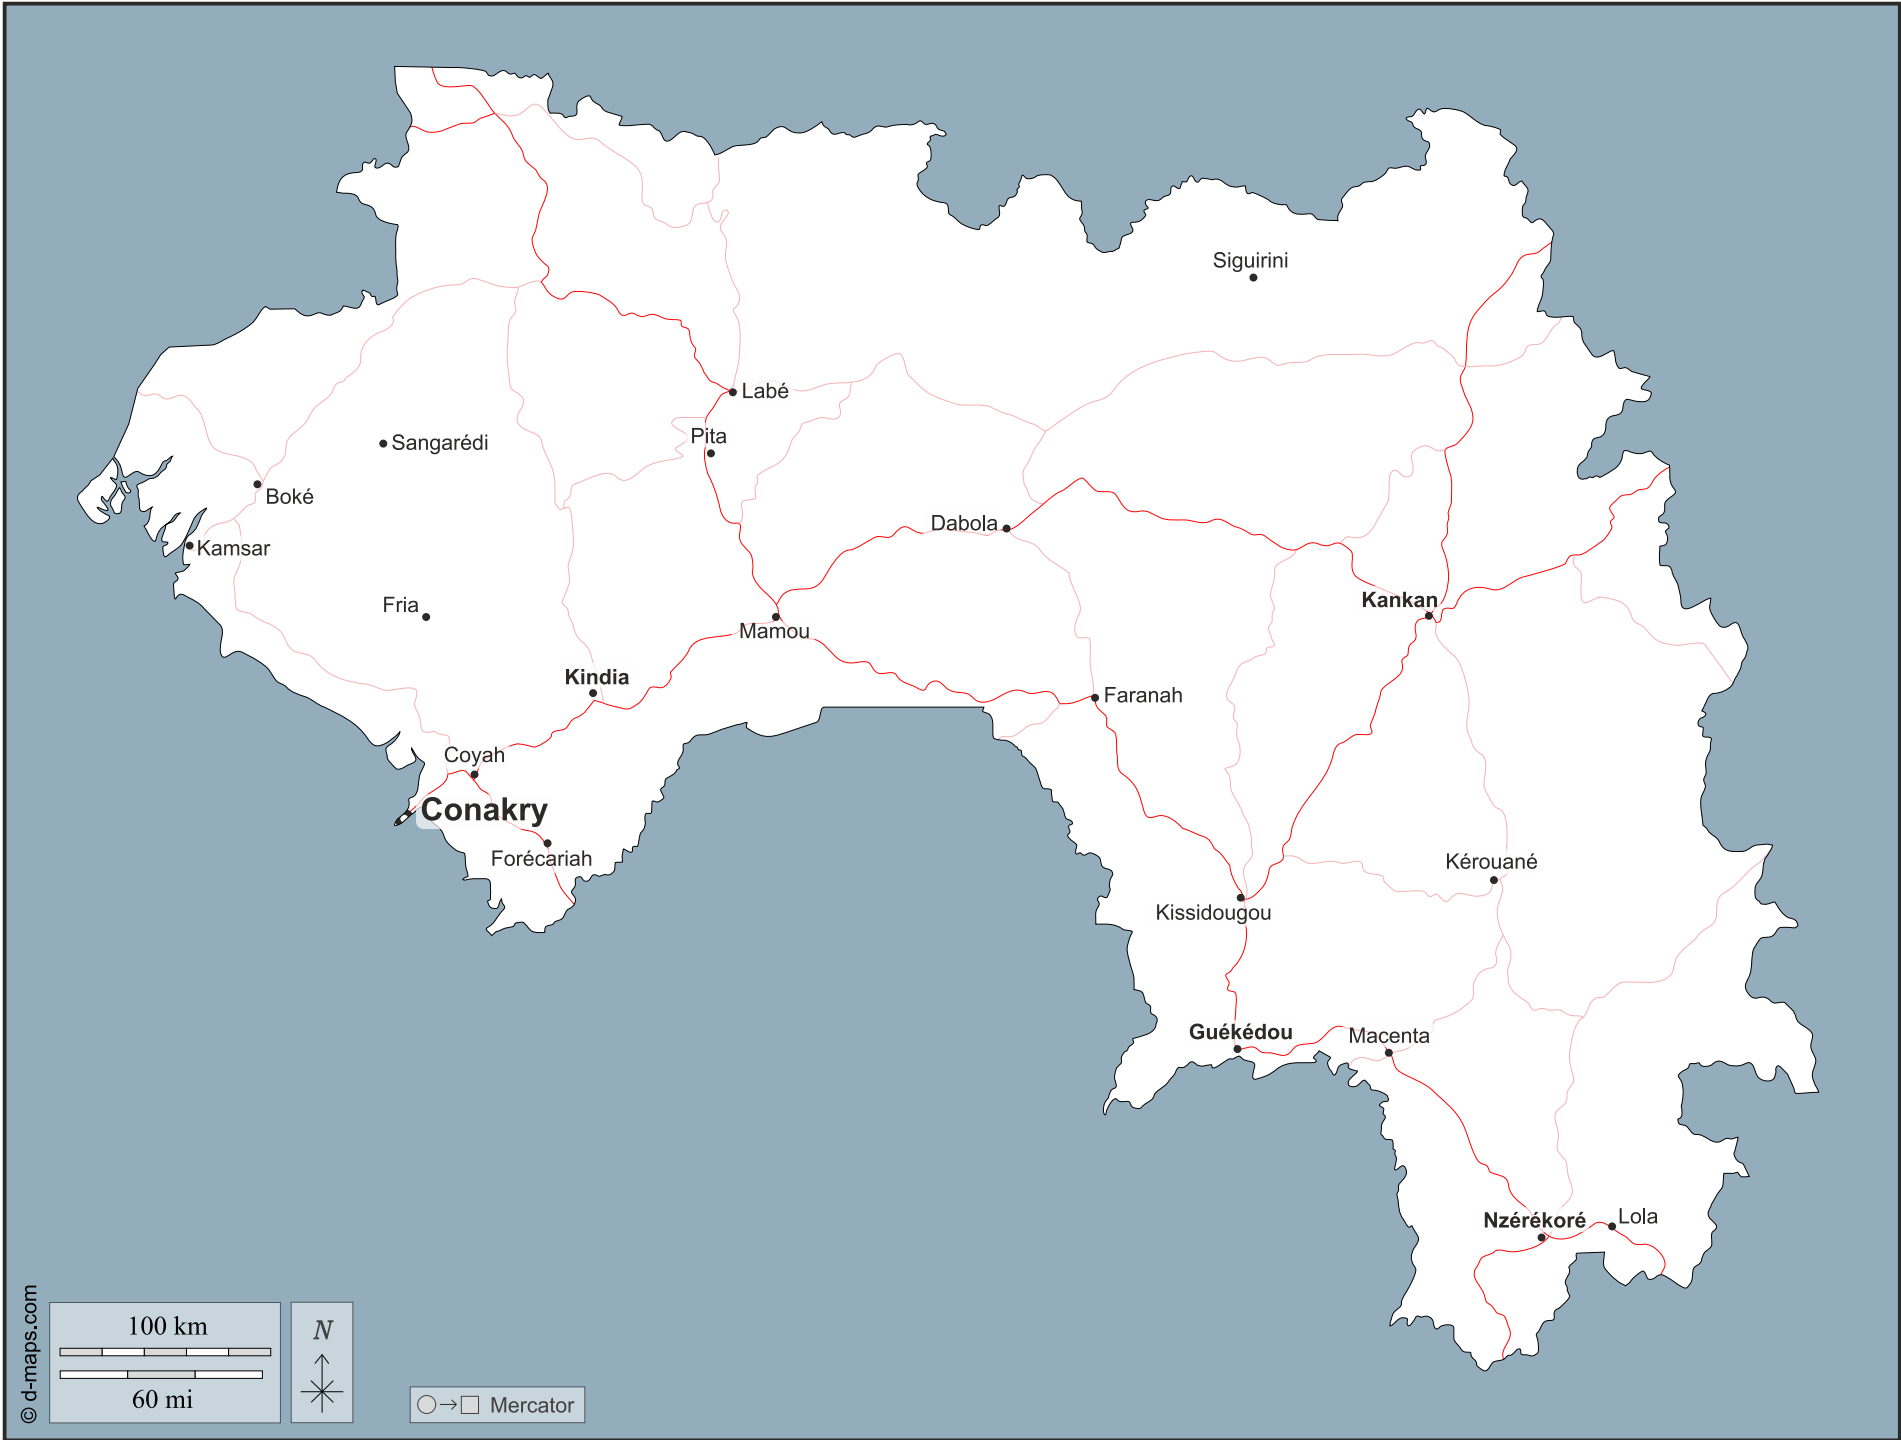 Siguirini
Labé
Pita
Sangarédi
Boké
Dabola
Kamsar
Kankan
Fria
Mamou
Kindia
Faranah
Coyah
Conakry
Forécariah
Kérouané
Kissidougou
Guékédou
Macenta
Nzérékoré
Lola
© d-maps.com
100 km
60 mi
N
Mercator